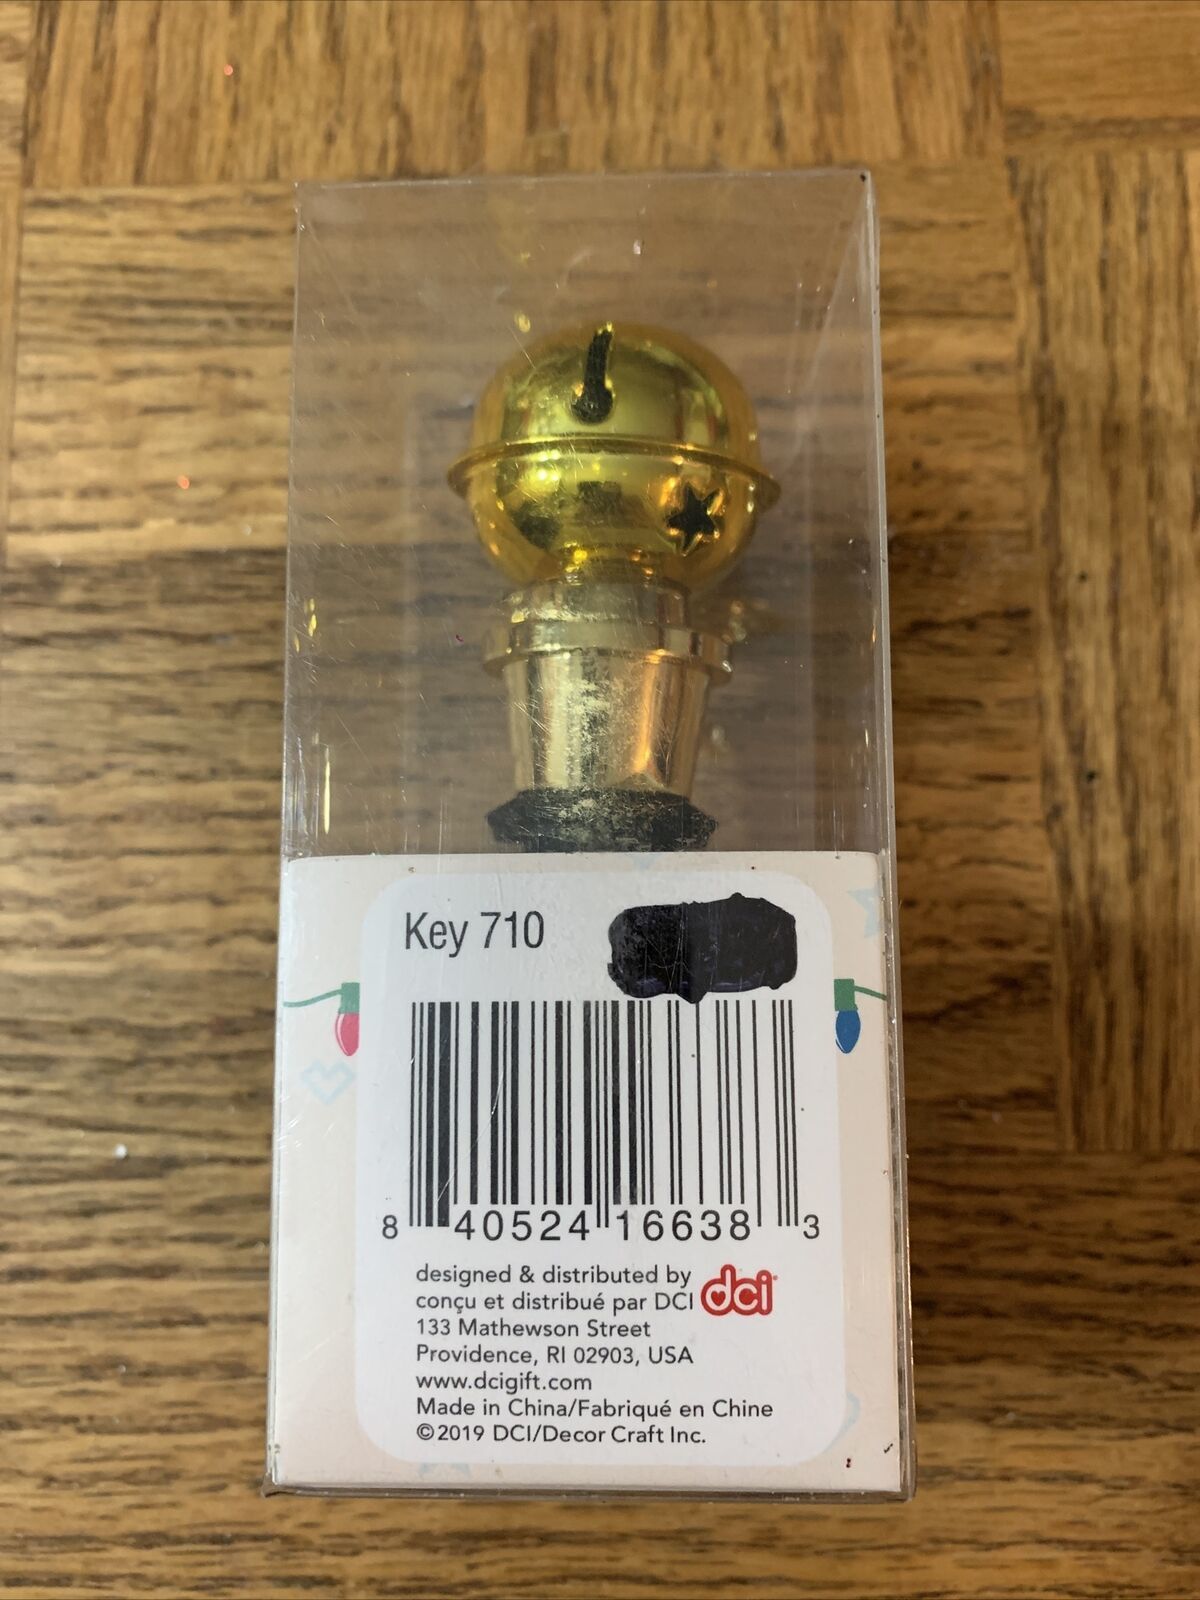 Key 710
8 40524 16638 3
designed & distributed by
conçu et distribué par DCI dci
133 Mathewson Street
Providence, RI 02903, USA
www.dcigift.com
Made in China/Fabriqué en Chine
©2019 DCI/Decor Craft Inc.